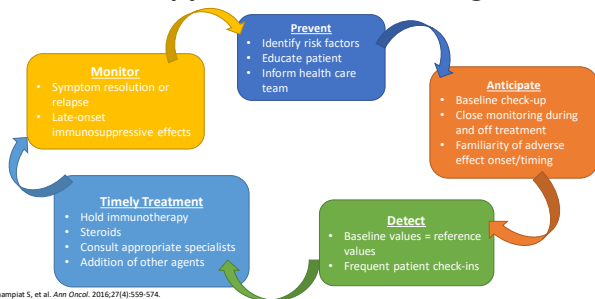 Prevent
• Identify risk factors
• Educate patient
• Inform health care
team
Anticipate
• Baseline check-up
• Close monitoring during
and off treatment
• Familiarity of adverse
effect onset/timing
Detect
• Baseline values = reference
values
• Frequent patient check-ins
Timely Treatment
• Hold immunotherapy
• Steroids
• Consult appropriate specialists
• Addition of other agents
Monitor
• Symptom resolution or
relapse
• Late-onset
immunosuppressive effects
S, et al. Ann Oncol. 2016;27(4):559-574.